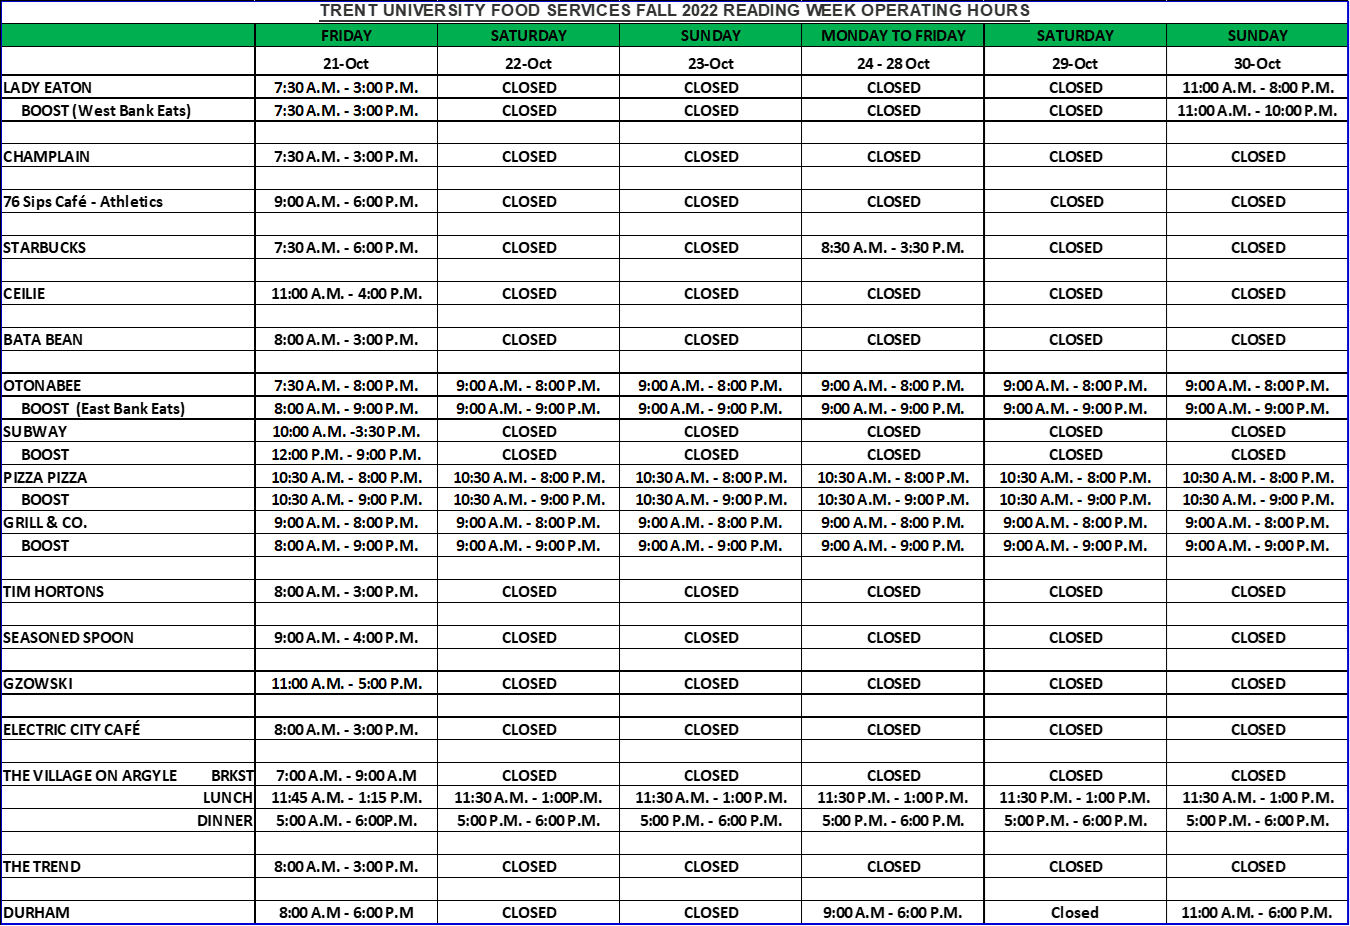 TRENT UNIVERSITY FOOD SERVICES FALL 2022 READING WEEK OPERATING HOURS
FRIDAY SATURDAY SUNDAY MONDAY TO FRIDAY SATURDAY SUNDAY
21-Oct 22-Oct 23-Oct 24 - 28 Oct 29-Oct 30-Oct
LADY EATON 7:30 A.M. - 3:00 P.M. CLOSED CLOSED CLOSED CLOSED 11:00 A.M. - 8:00 P.M.
BOOST (West Bank Eats) 7:30 A.M. - 3:00 P.M. CLOSED CLOSED CLOSED CLOSED 11:00 A.M. - 10:00 P.M.
CHAMPLAIN 7:30 A.M. - 3:00 P.M. CLOSED CLOSED CLOSED CLOSED CLOSED
76 Sips Café - Athletics 9:00 A.M. - 6:00 P.M. CLOSED CLOSED CLOSED CLOSED CLOSED
STARBUCKS 7:30 A.M. - 6:00 P.M. CLOSED CLOSED 8:30 A.M. - 3:30 P.M. CLOSED CLOSED
CEILIE 11:00 A.M. - 4:00 P.M. CLOSED CLOSED CLOSED CLOSED CLOSED
BATA BEAN 8:00 A.M. - 3:00 P.M. CLOSED CLOSED CLOSED CLOSED CLOSED
OTONABEE 7:30 A.M. - 8:00 P.M. 9:00 A.M. - 8:00 P.M. 9:00 A.M. - 8:00 P.M. 9:00 A.M. - 8:00 P.M. 9:00 A.M. - 8:00 P.M. 9:00 A.M. - 8:00 P.M.
BOOST (East Bank Eats) 8:00 A.M. - 9:00 P.M. 9:00 A.M. - 9:00 P.M. 9:00 A.M. - 9:00 P.M. 9:00 A.M. - 9:00 P.M. 9:00 A.M. - 9:00 P.M. 9:00 A.M. - 9:00 P.M.
SUBWAY 10:00 A.M. -3:30 P.M. CLOSED CLOSED CLOSED CLOSED CLOSED
BOOST 12:00 P.M. - 9:00 P.M. CLOSED CLOSED CLOSED CLOSED CLOSED
PIZZA PIZZA 10:30 A.M. - 8:00 P.M. 10:30 A.M. - 8:00 P.M. 10:30 A.M. - 8:00 P.M. 10:30 A.M. - 8:00 P.M. 10:30 A.M. - 8:00 P.M. 10:30 A.M. - 8:00 P.M.
BOOST 10:30 A.M. - 9:00 P.M. 10:30 A.M. - 9:00 P.M. 10:30 A.M. - 9:00 P.M. 10:30 A.M. - 9:00 P.M. 10:30 A.M. - 9:00 P.M. 10:30 A.M. - 9:00 P.M.
GRILL & CO. 9:00 A.M. - 8:00 P.M. 9:00 A.M. - 8:00 P.M. 9:00 A.M. - 8:00 P.M. 9:00 A.M. - 8:00 P.M. 9:00 A.M. - 8:00 P.M. 9:00 A.M. - 8:00 P.M.
BOOST 8:00 A.M. - 9:00 P.M. 9:00 A.M. - 9:00 P.M. 9:00 A.M. - 9:00 P.M. 9:00 A.M. - 9:00 P.M. 9:00 A.M. - 9:00 P.M. 9:00 A.M. - 9:00 P.M.
TIM HORTONS 8:00 A.M. - 3:00 P.M. CLOSED CLOSED CLOSED CLOSED CLOSED
SEASONED SPOON 9:00 A.M. - 4:00 P.M. CLOSED CLOSED CLOSED CLOSED CLOSED
GZOWSKI 11:00 A.M. - 5:00 P.M. CLOSED CLOSED CLOSED CLOSED CLOSED
ELECTRIC CITY CAFÉ 8:00 A.M. - 3:00 P.M. CLOSED CLOSED CLOSED CLOSED CLOSED
THE VILLAGE ON ARGYLE BRKST 7:00 A.M. - 9:00 A.M CLOSED CLOSED CLOSED CLOSED CLOSED
LUNCH 11:45 A.M. - 1:15 P.M. 11:30 A.M. - 1:00P.M. 11:30 A.M. - 1:00 P.M. 11:30 P.M. - 1:00 P.M. 11:30 P.M. - 1:00 P.M. 11:30 A.M. - 1:00 P.M.
DINNER 5:00 A.M. - 6:00P.M. 5:00 P.M. - 6:00 P.M. 5:00 P.M. - 6:00 P.M. 5:00 P.M. - 6:00 P.M. 5:00 P.M. - 6:00 P.M. 5:00 P.M. - 6:00 P.M.
THE TREND 8:00 A.M. - 3:00 P.M. CLOSED CLOSED CLOSED CLOSED CLOSED
DURHAM 8:00 A.M - 6:00 P.M CLOSED CLOSED 9:00 A.M - 6:00 P.M. Closed 11:00 A.M. - 6:00 P.M.